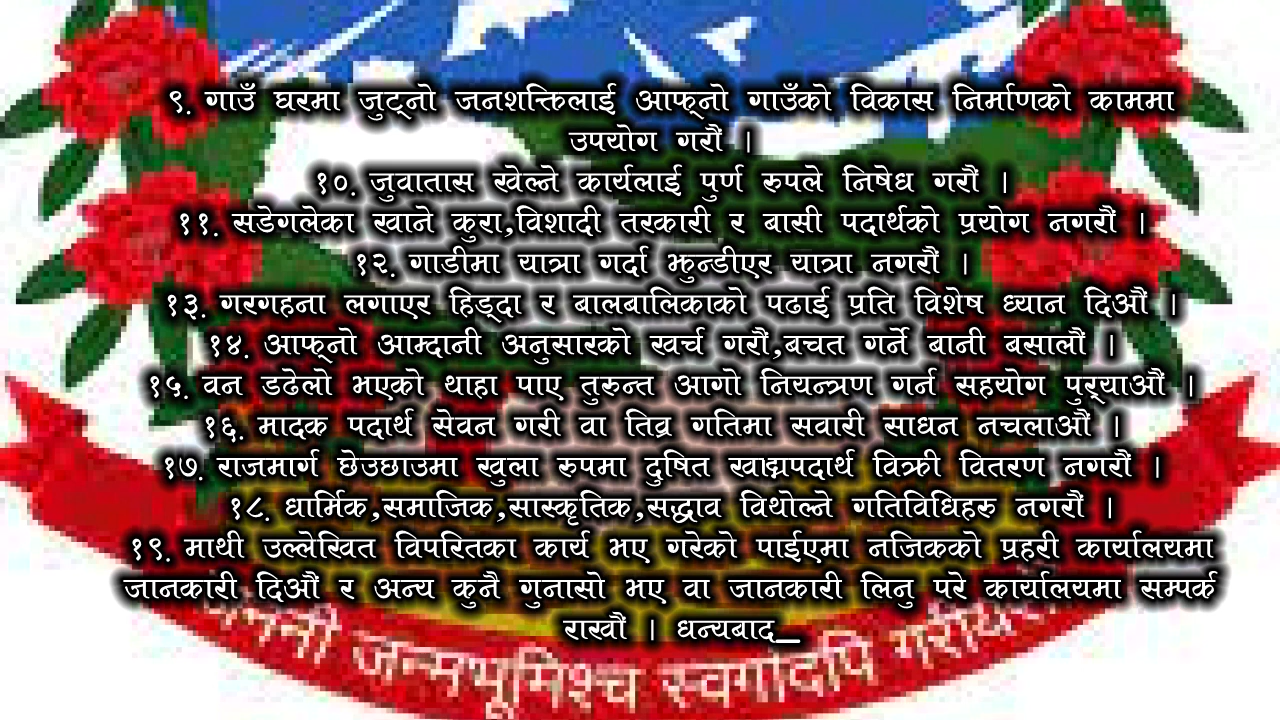 ९. गाउँ घरमा जुट्नो जनशक्तिलाई आफ्नो गाउँको विकास निर्माणको काममा
उपयोग गरौं |
१०. जुवातास खेल्ने कार्यलाई पुर्ण रुपले निषेध गरौं |
११. सडेगलेका खाने कुरा,विशादी तरकारी र बासी पदार्थको प्रयोग नगरौं |
१२. गाडीमा यात्रा गर्दा झुन्डीएर यात्रा नगरौं |
१३. गरगहना लगाएर हिड्दा र बालबालिकाको पढाई प्रति विशेष ध्यान दिऔं |
१४. आफ्नो आम्दानी अनुसारको खर्च गरौं,बचत गर्ने बानी बसालौं |
१५. वन डढेलो भएको थाहा पाए तुरुन्त आगो नियन्त्रण गर्न सहयोग पुर्‍याऔं |
१६. मादक पदार्थ सेवन गरी वा तिव्र गतिमा सवारी साधन नचलाऔं |
१७. राजमार्ग छेउछाउमा खुला रुपमा दुषित खाद्मपदार्थ विक्री वितरण नगरौं |
१८. धार्मिक,समाजिक,सास्कृतिक,सद्भाव विथोल्ने गतिविधिहरु नगरौं |
१९. माथी उल्लेखित विपरितका कार्य भए गरेको पाईएमा नजिकको प्रहरी कार्यालयमा
जानकारी दिऔं र अन्य कुनै गुनासो भए वा जानकारी लिनु परे कार्यालयमा सम्पर्क
राखौं | धन्यबाद_
जननी जन्मभूमिश्च स्वर्गादपि गरीयसी